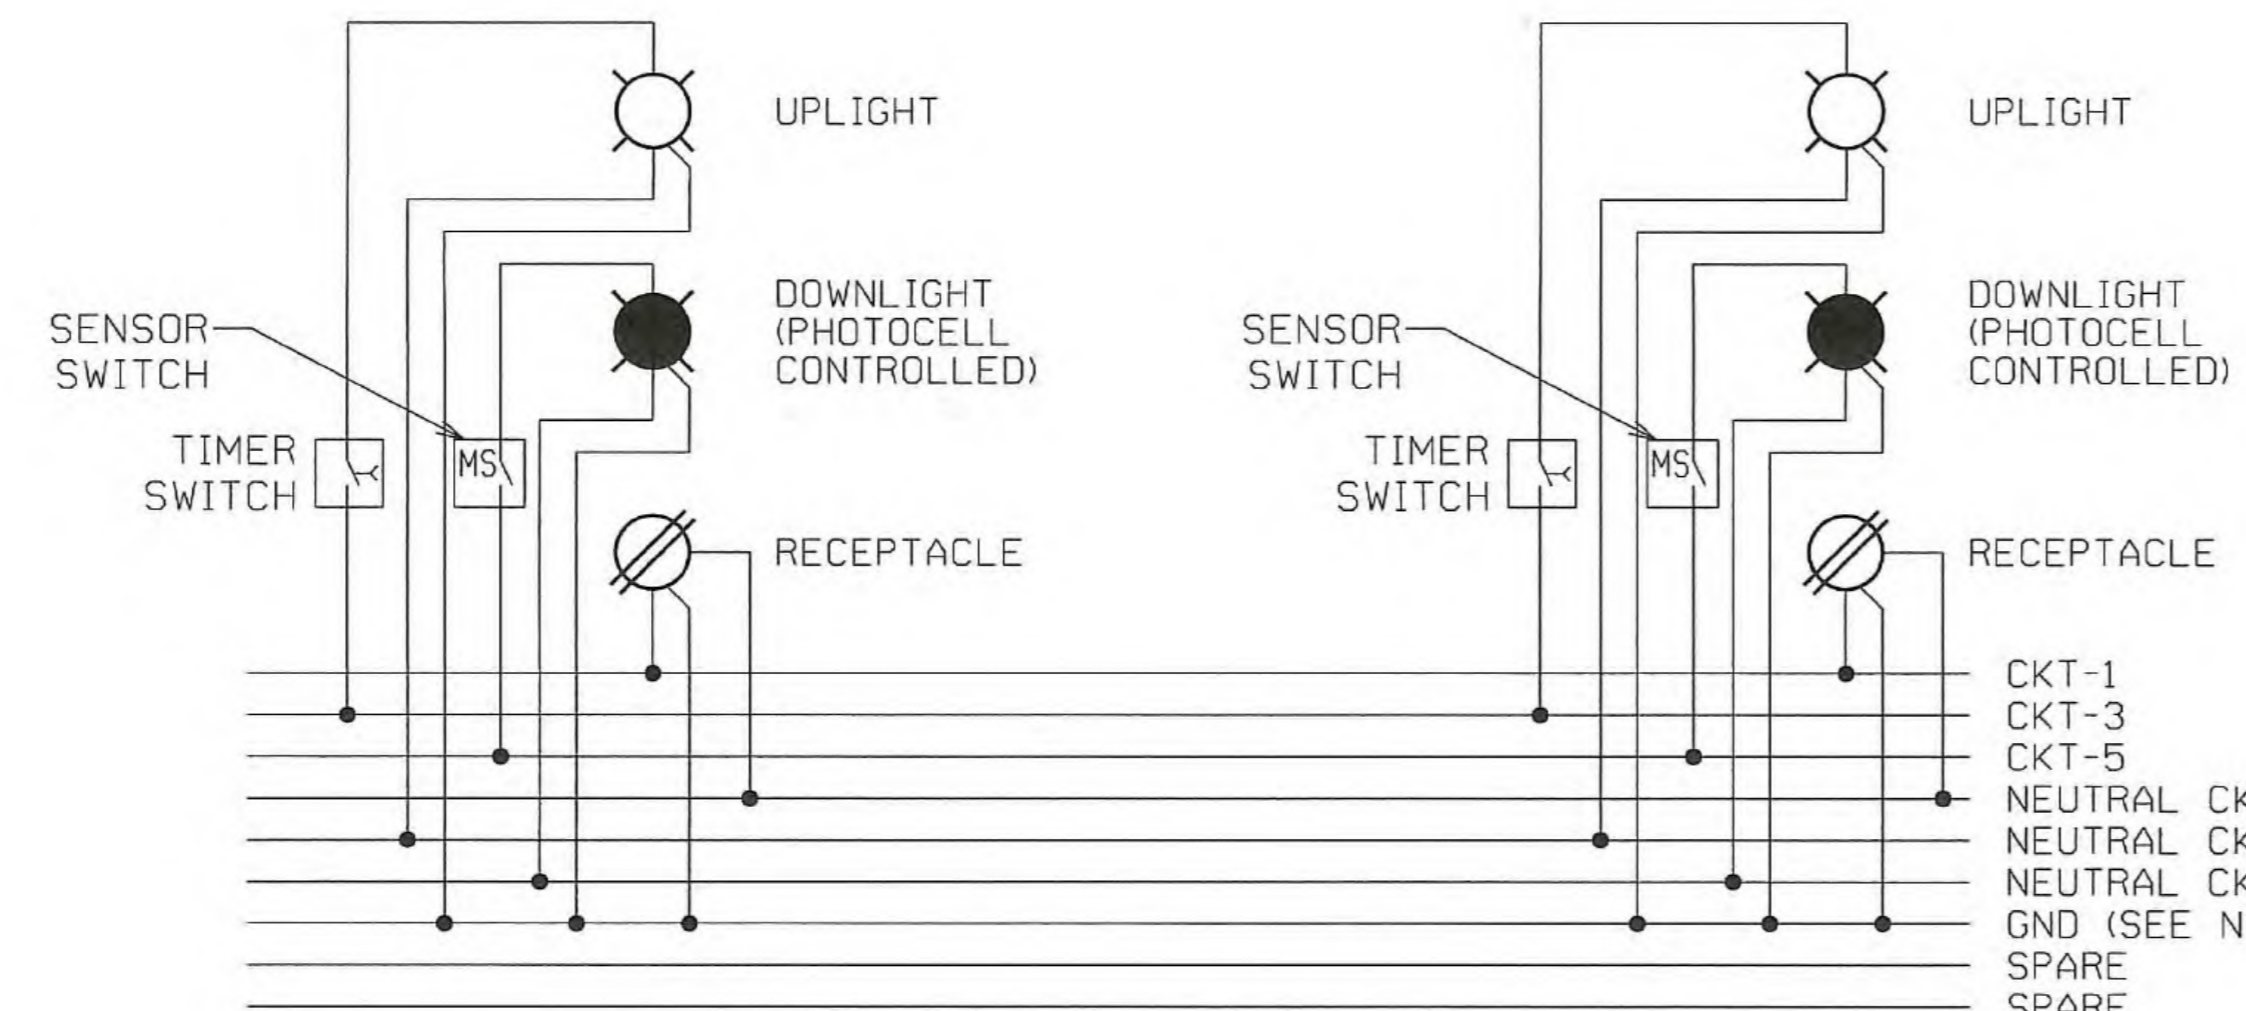 UPLIGHT
DOWNLIGHT
(PHOTOCELL
CONTROLLED)
SENSOR
SWITCH
TIMER
SWITCH
MS
RECEPTACLE
UPLIGHT
DOWNLIGHT
(PHOTOCELL
CONTROLLED)
SENSOR
SWITCH
TIMER
SWITCH
MS
RECEPTACLE
CKT-1
CKT-3
CKT-5
NEUTRAL
NEUTRAL
NEUTRAL
GND (SEE
SPARE
SPARE